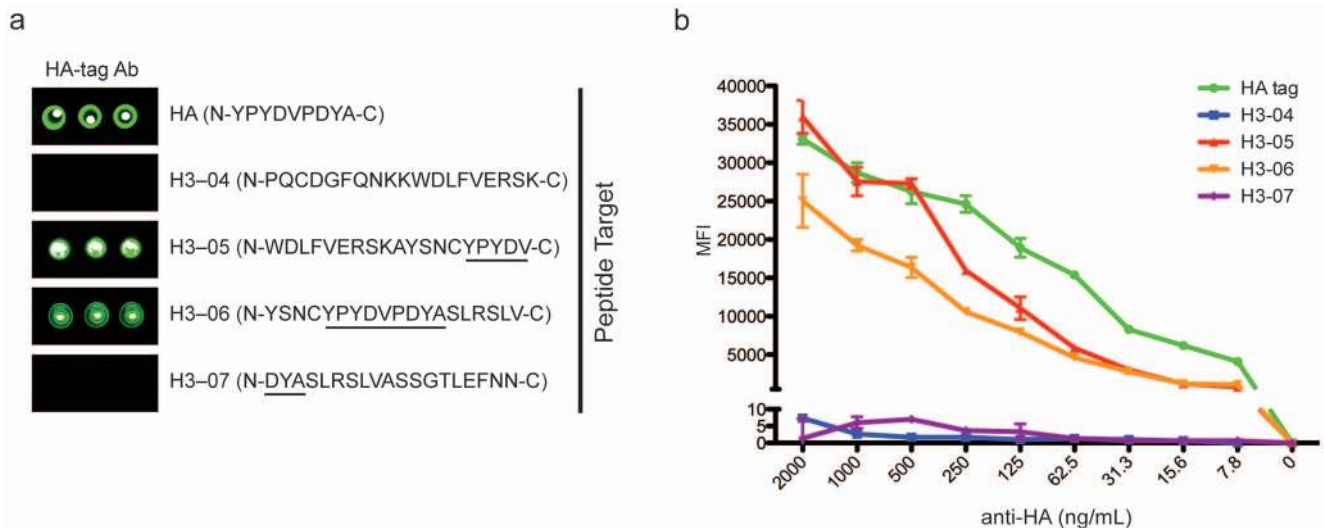 a
HA-tag Ab
HA (N-YPYDVPDYA-C)
H3–04 (N-PQCDGFQNKKWDLFVERSK-C)
H3–05 (N-WDLFVERSKAYSNCYPYDV-C)
H3–06 (N-YSNCYPYDVPDYASLRSLV-C)
H3–07 (N-DYASLRSLVASSGTLEFNN-C)
Peptide Target
b
40000
35000
30000
25000
20000
15000
10000
5000
10
5
0
MFI
HA tag
H3-04
H3-05
H3-06
H3-07
2000
1000
500
250
125
62.5
31.3
15.6
7.8
0
anti-HA (ng/mL)